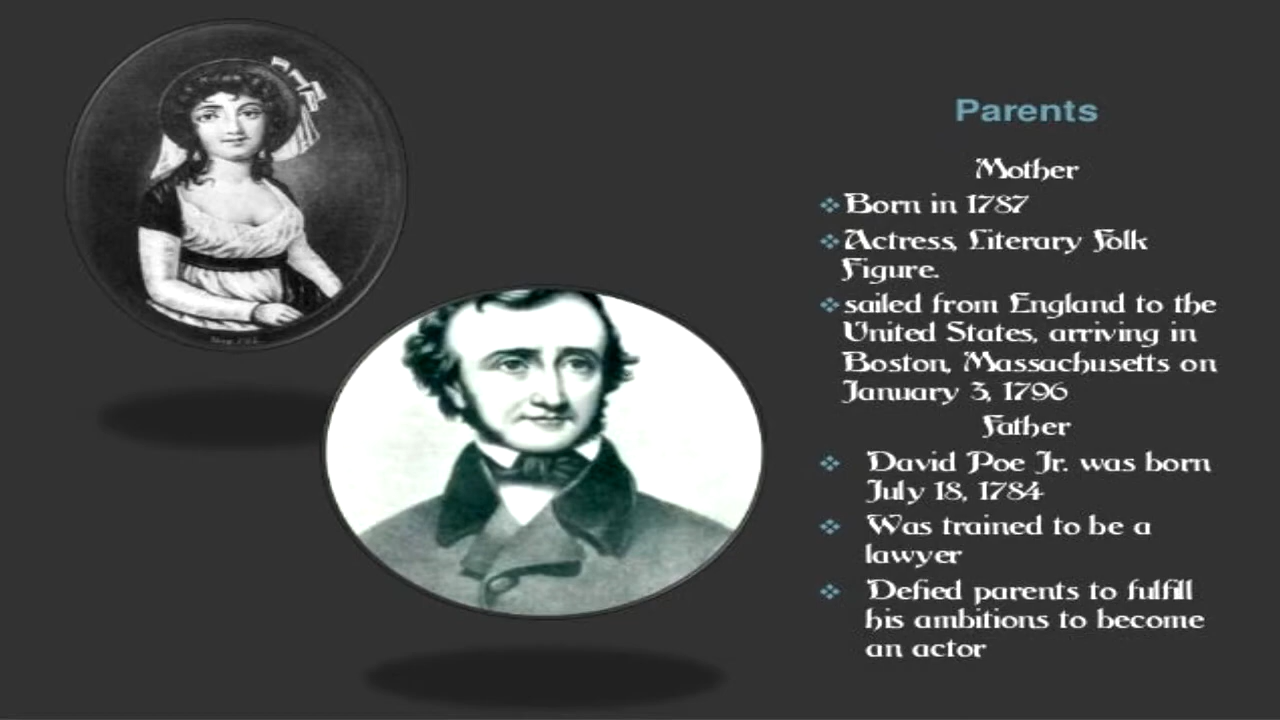 Parents
Mother
Born in 1787
Actress, Literary Folk
Figure.
sailed from England to the
United States, arriving in
Boston, Massachusetts on
January 3, 1796
Father
David Poe Jr. was born
July 18, 1784
Was trained to be a
lawyer
Defied parents to fulfill
his ambitions to become
an actor